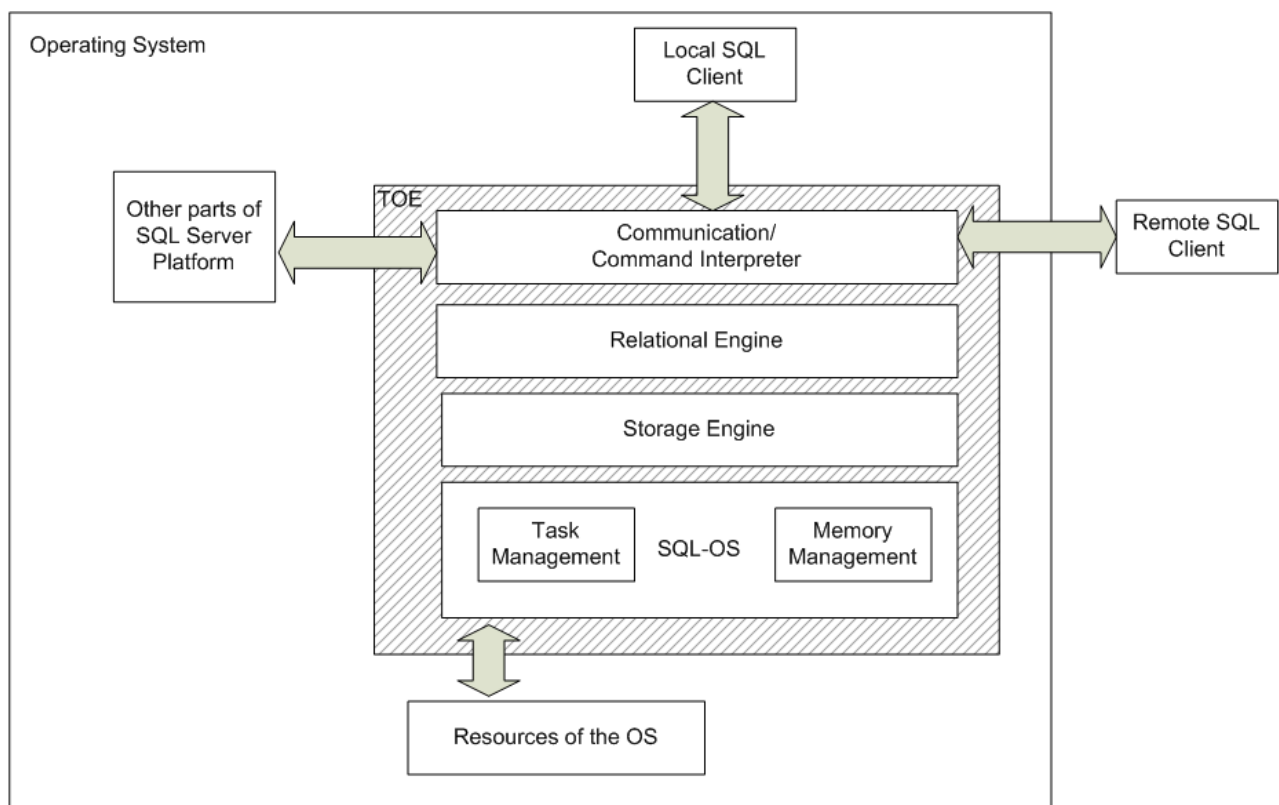 Operating System
Local SQL
Client
TOE
Other parts of
SQL Server
Platform
Communication/
Command Interpreter
Remote SQL
Client
Relational Engine
Storage Engine
Task
Management
SQL-OS
Memory
Management
Resources of the OS